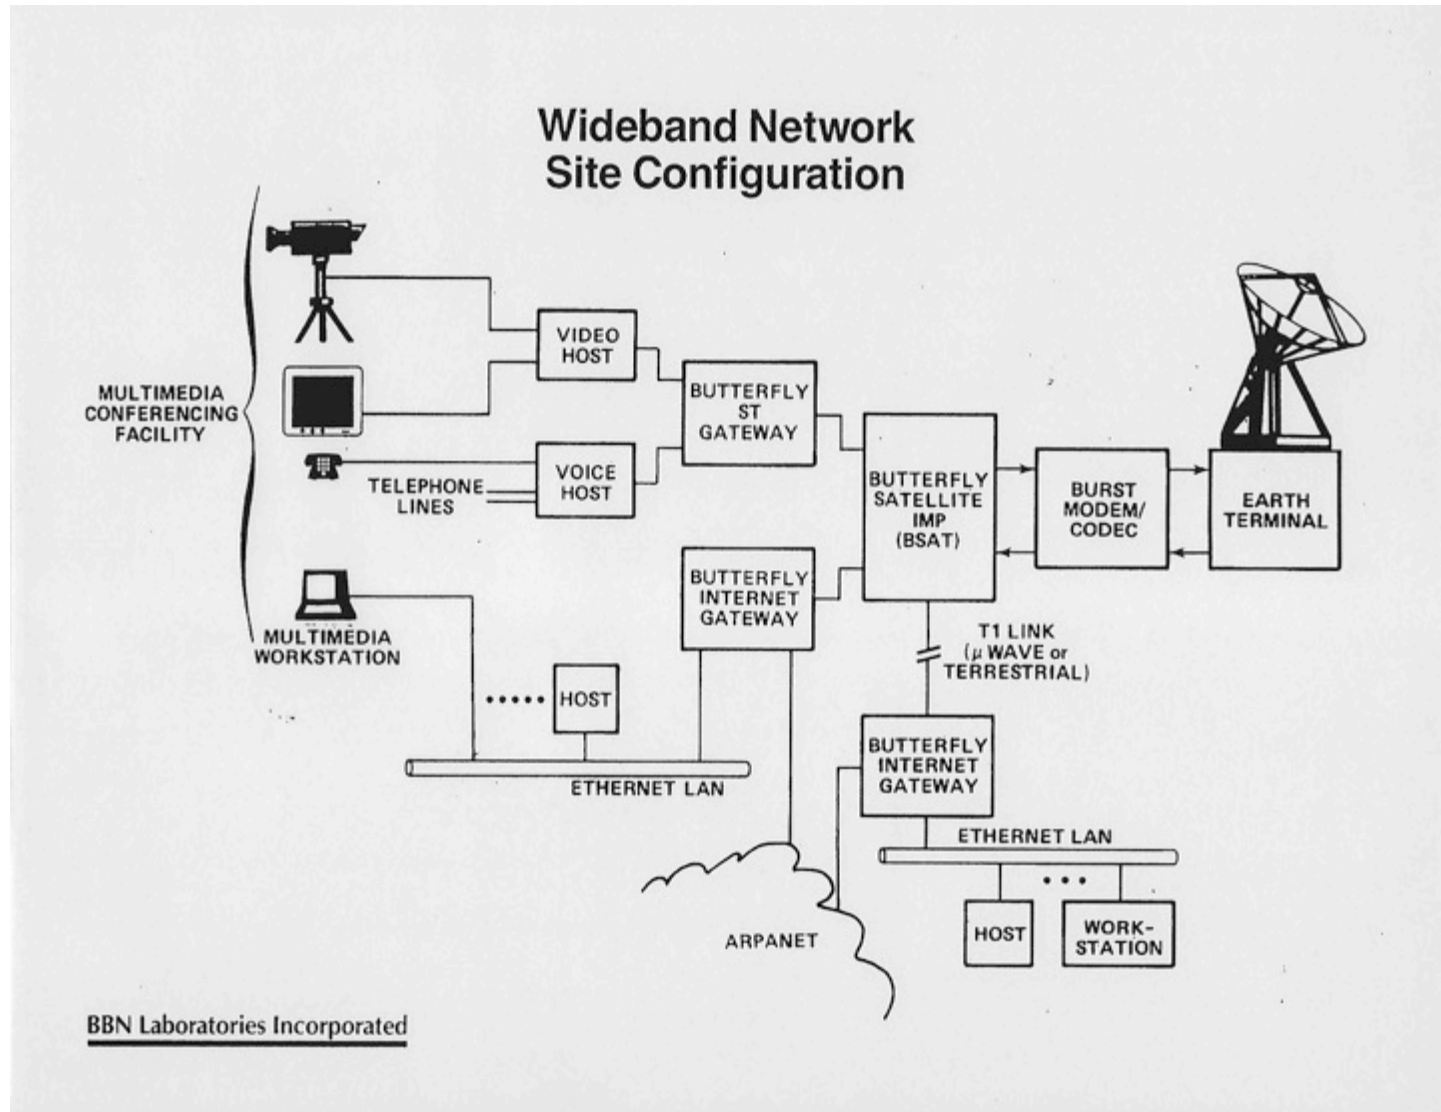 Wideband Network
Site Configuration
MULTIMEDIA
CONFERENCING
FACILITY
VIDEO
HOST
BUTTERFLY
ST
GATEWAY
VOICE
HOST
TELEPHONE
LINES
BUTTERFLY
SATELLITE
IMP
(BSAT)
BURST
MODEM/
CODEC
EARTH
TERMINAL
BUTTERFLY
INTERNET
GATEWAY
MULTIMEDIA
WORKSTATION
HOST
ETHERNET LAN
T1 LINK
(μ WAVE or
TERRESTRIAL)
BUTTERFLY
INTERNET
GATEWAY
ETHERNET LAN
HOST
WORK-
STATION
ARPANET
BBN Laboratories Incorporated